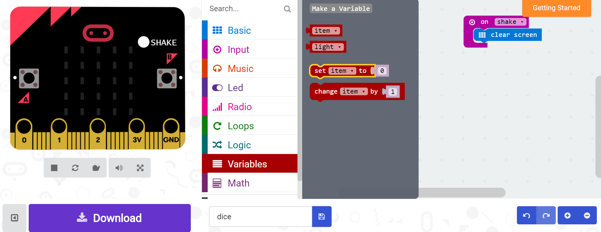 SHAKE
A
B
0 1 2 3V GND
Download
Search...
Basic
Input
Music
Led
Radio
Loops
Logic
Variables
Math
dice
Make a Variable
item
light
set item to 0
change item by 1
on shake
clear screen
Getting Started